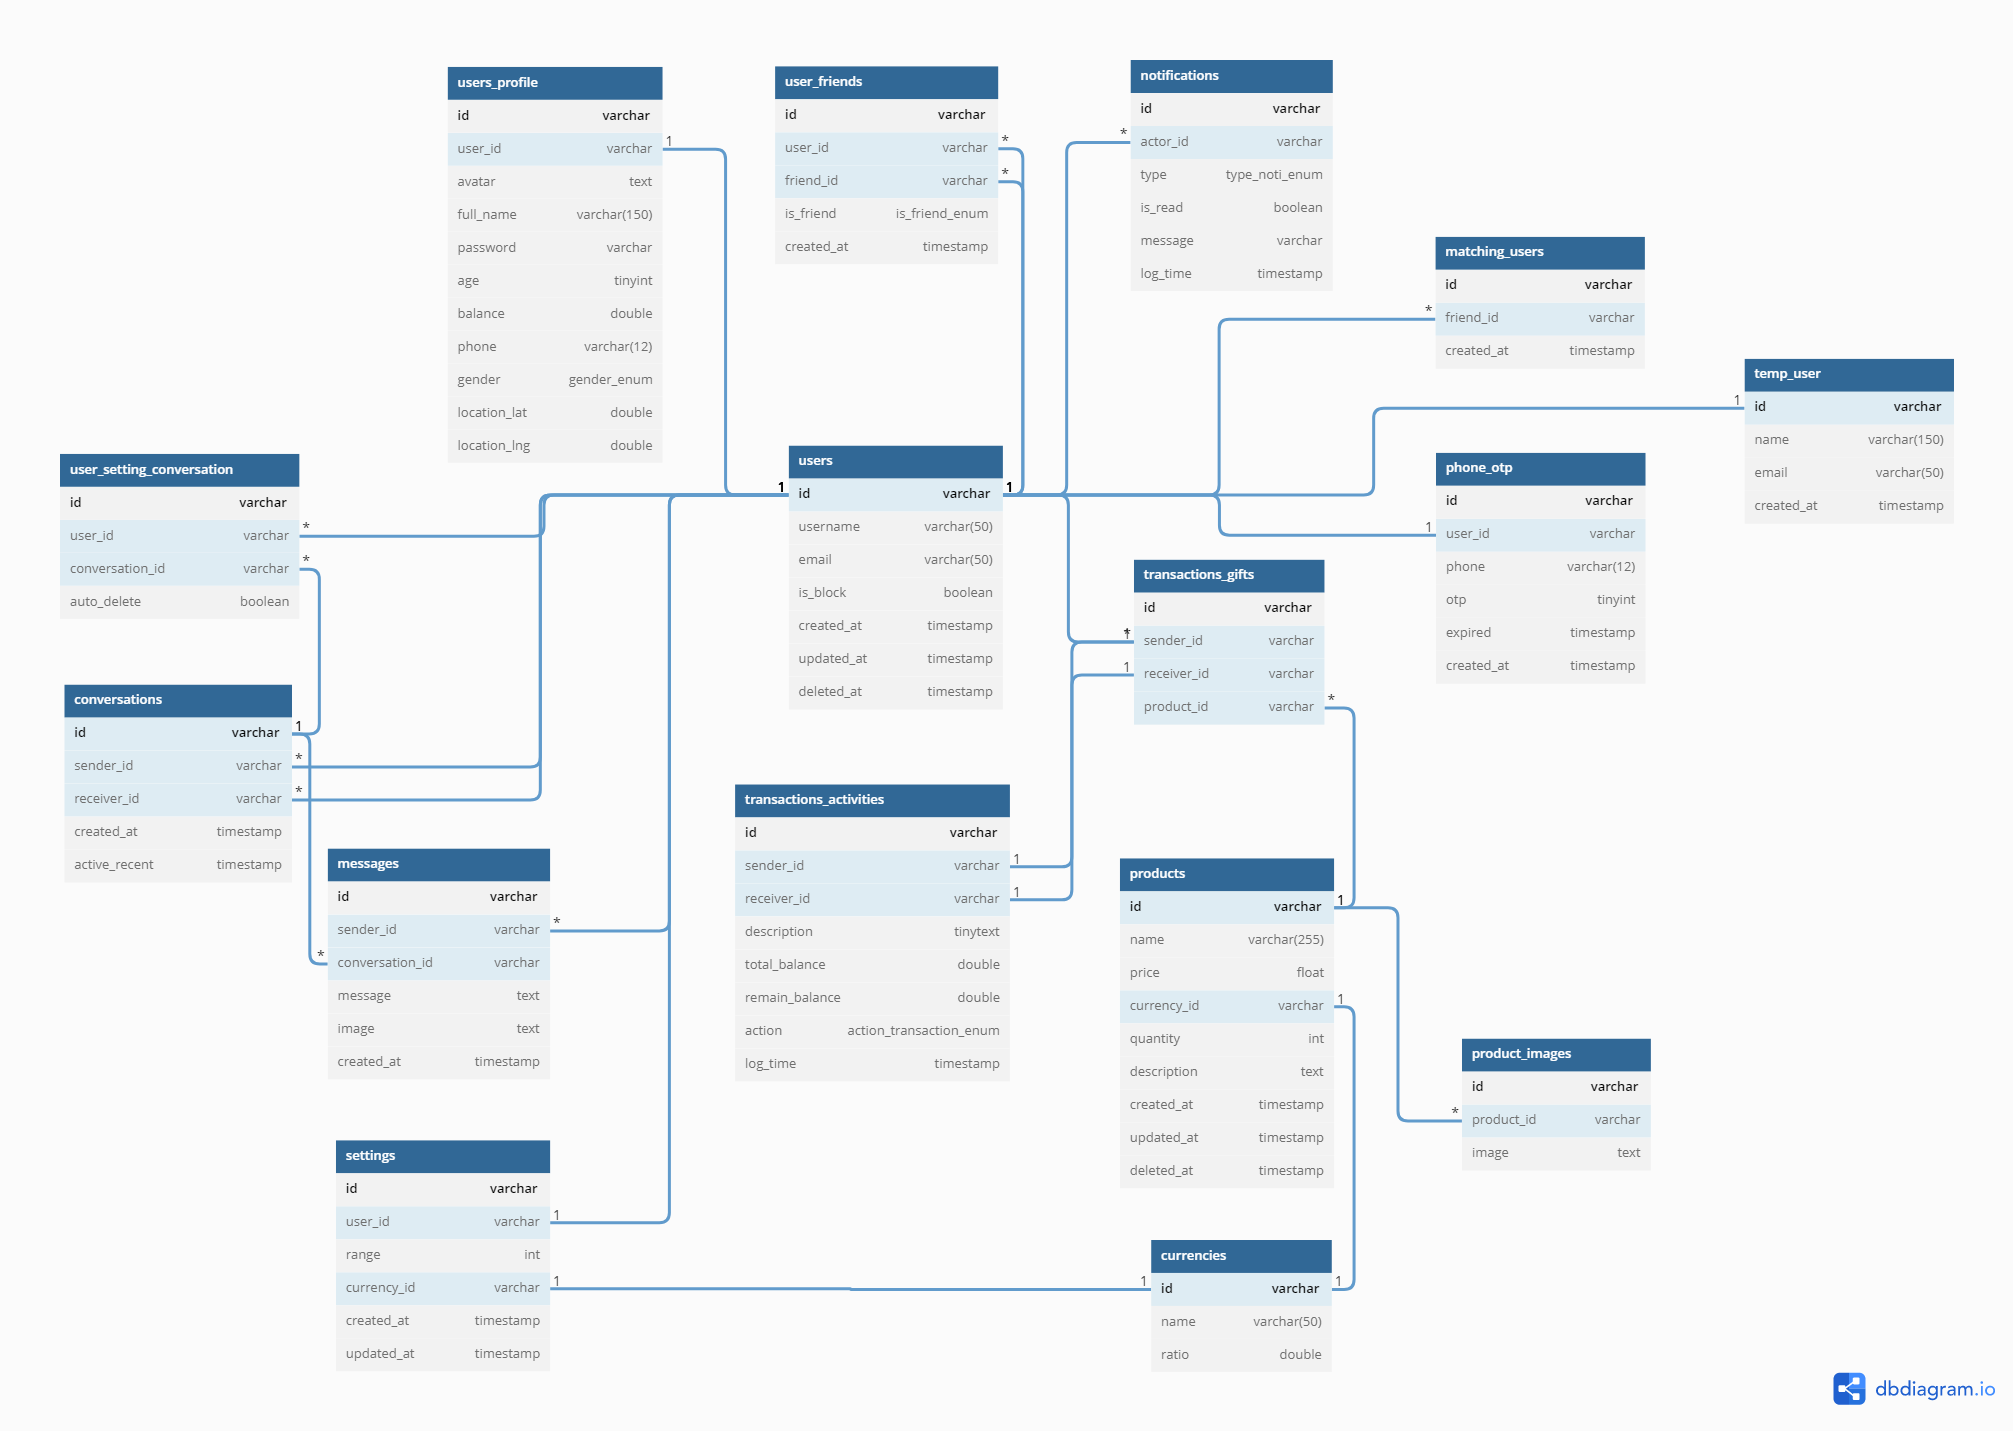 users_profile
id varchar
user_id varchar 1
avatar text
full_name varchar(150)
password varchar
age tinyint
balance double
phone varchar(12)
gender gender_enum
location_lat double
location_lng double
user_friends
id varchar
user_id varchar *
friend_id varchar *
is_friend is_friend_enum
created_at timestamp
notifications
id varchar
* actor_id varchar
type type_noti_enum
is_read boolean
message varchar
log_time timestamp
matching_users
id varchar
* friend_id varchar
created_at timestamp
temp_user
1 id varchar
name varchar(150)
email varchar(50)
created_at timestamp
user_setting_conversation
id varchar
user_id varchar *
conversation_id varchar *
auto_delete boolean
users
1 id varchar 1
username varchar(50)
email varchar(50)
is_block boolean
created_at timestamp
updated_at timestamp
deleted_at timestamp
phone_otp
id varchar
1 user_id varchar
phone varchar(12)
otp tinyint
expired timestamp
created_at timestamp
transactions_gifts
id varchar
* sender_id varchar
1 receiver_id varchar
product_id varchar *
conversations
id varchar 1
sender_id varchar *
receiver_id varchar *
created_at timestamp
active_recent timestamp
messages
id varchar
sender_id varchar *
* conversation_id varchar
message text
image text
created_at timestamp
transactions_activities
id varchar
sender_id varchar 1
receiver_id varchar 1
description tinytext
total_balance double
remain_balance double
action action_transaction_enum
log_time timestamp
products
id varchar 1
name varchar(255)
price float
currency_id varchar 1
quantity int
description text
created_at timestamp
updated_at timestamp
deleted_at timestamp
product_images
id varchar
* product_id varchar
image text
settings
id varchar
user_id varchar 1
range int
currency_id varchar 1
created_at timestamp
updated_at timestamp
currencies
1 id varchar 1
name varchar(50)
ratio double
dbdiagram.io